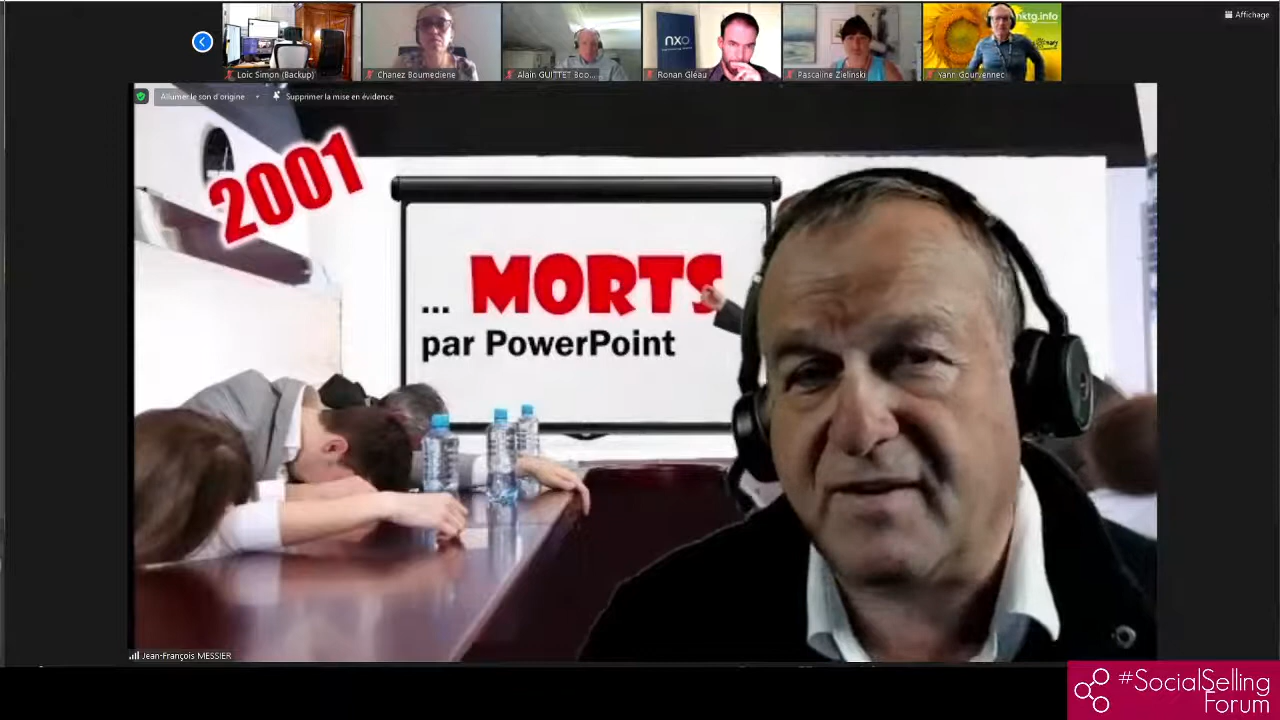 Affichage
nxo
mktg.info
Loïc Simon (Backup)
Chanez Boumediene
Alain GUITTET Boo...
Ronan Gléau
Pascaline Zielinski
Yann Gourvennec
Allumer le son d'origine
Supprimer la mise en évidence
2001
... MORTS
par PowerPoint
Jean-François MESSIER
#SocialSelling
Forum